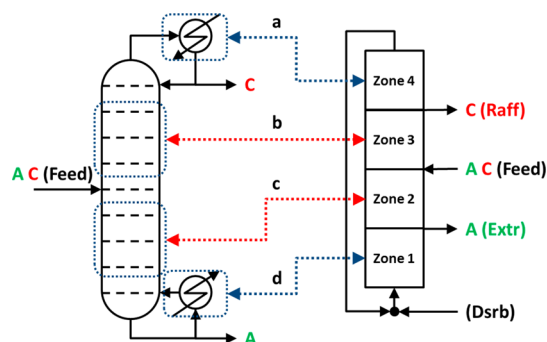 a
Zone 4
C
C (Raff)
b
Zone 3
A C (Feed)
A C (Feed)
c
Zone 2
A (Extr)
d
Zone 1
(Dsrb)
A